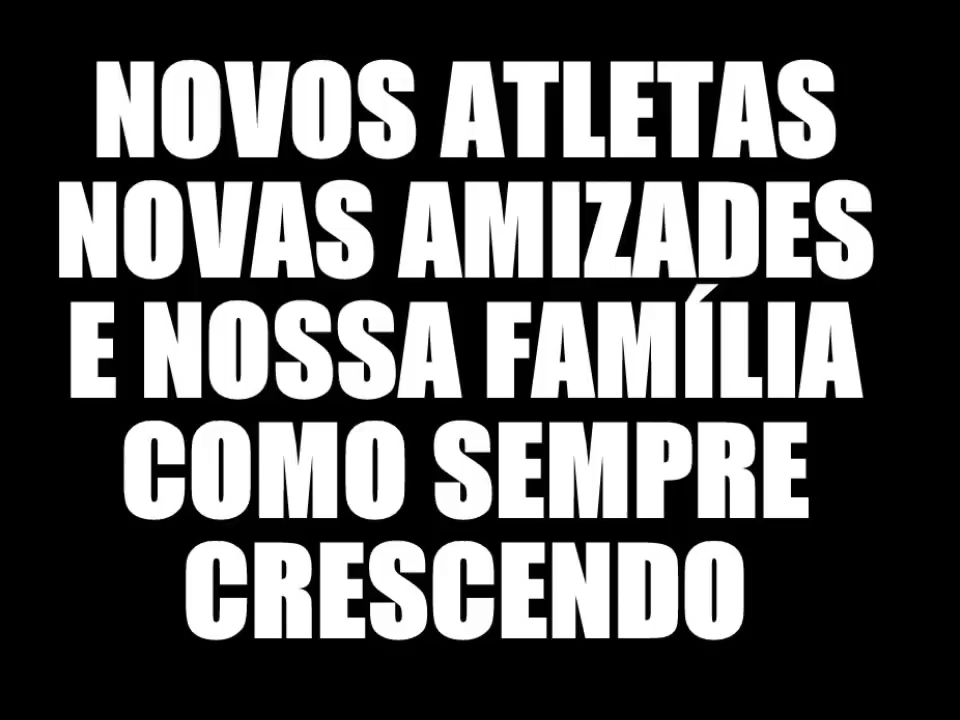 NOVOS ATLETAS
NOVAS AMIZADES
E NOSSA FAMÍLIA
COMO SEMPRE
CRESCENDO